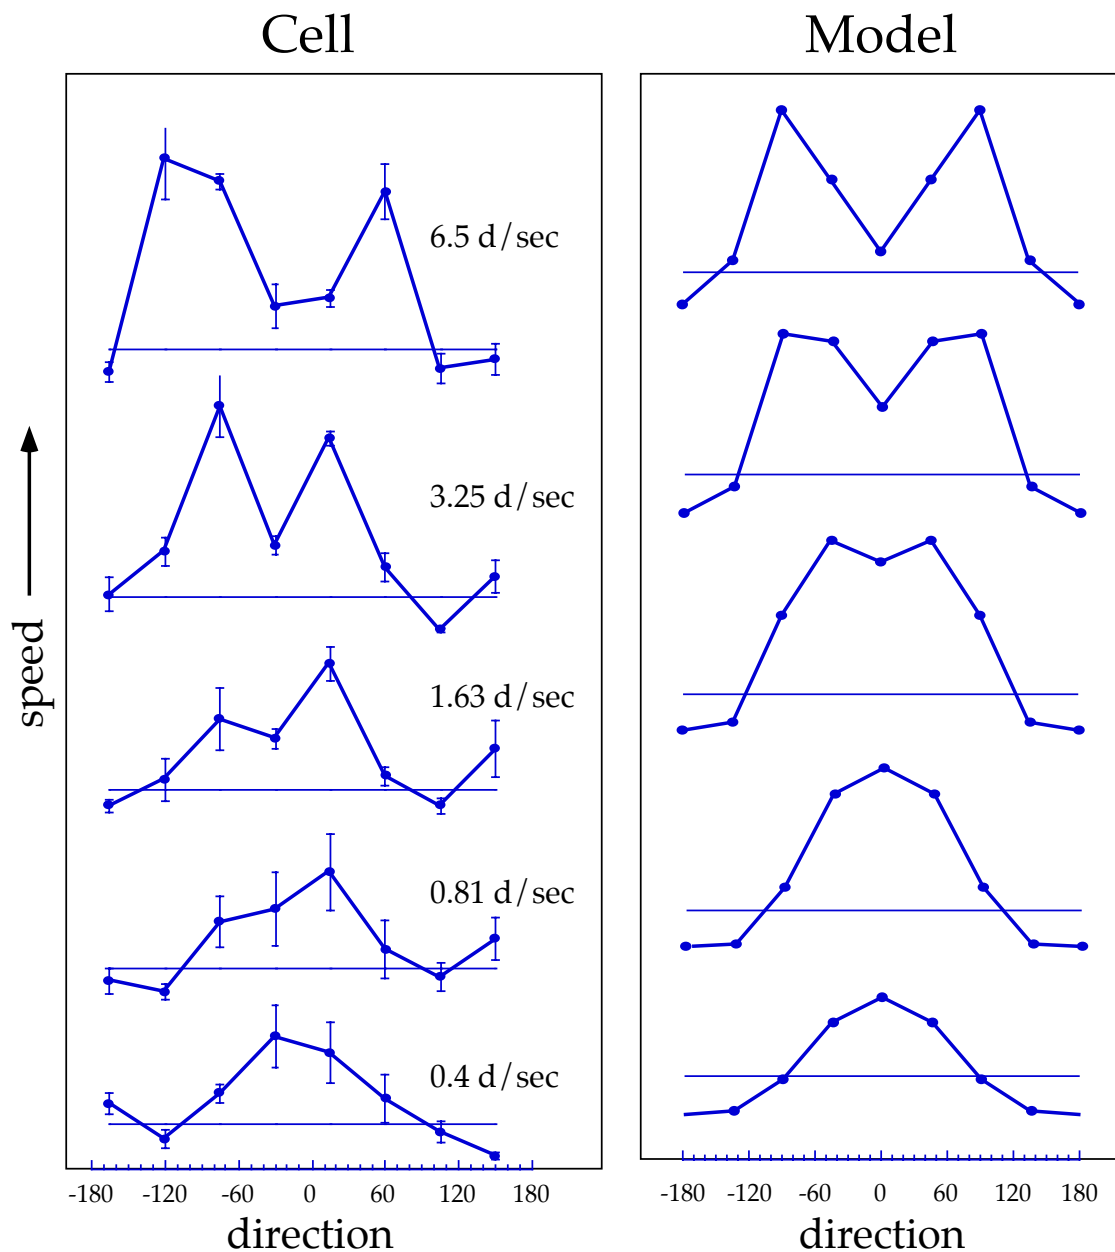 Cell
Model
6.5 d/sec
3.25 d/sec
1.63 d/sec
0.81 d/sec
0.4 d/sec
speed
-180 -120 -60 0 60 120 180
-180 -120 -60 0 60 120 180
direction
direction